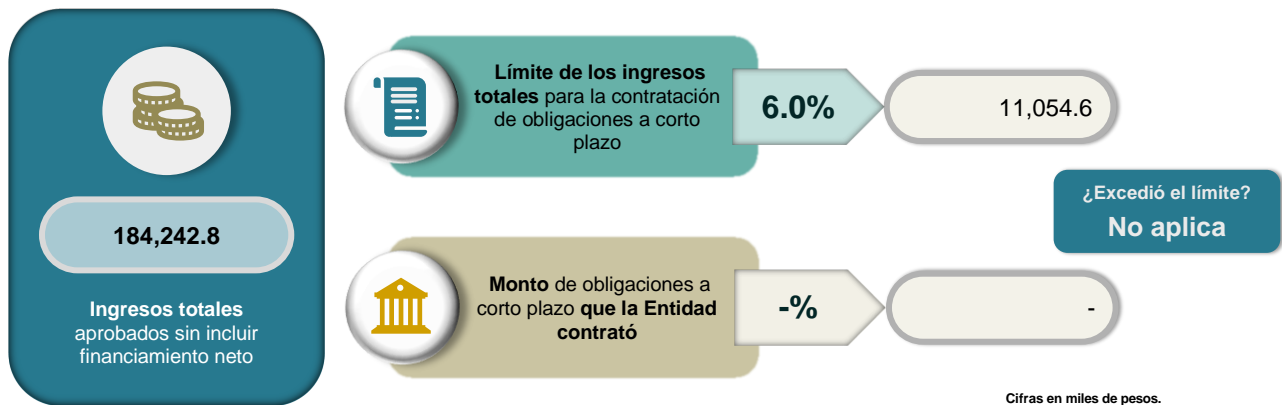 184,242.8
Ingresos totales
aprobados sin incluir
financiamiento neto
Límite de los ingresos
totales para la contratación
de obligaciones a corto
plazo
6.0%
11,054.6
¿Excedió el límite?
No aplica
Monto de obligaciones a
corto plazo que la Entidad
contrató
-%
-
Cifras en miles de pesos.